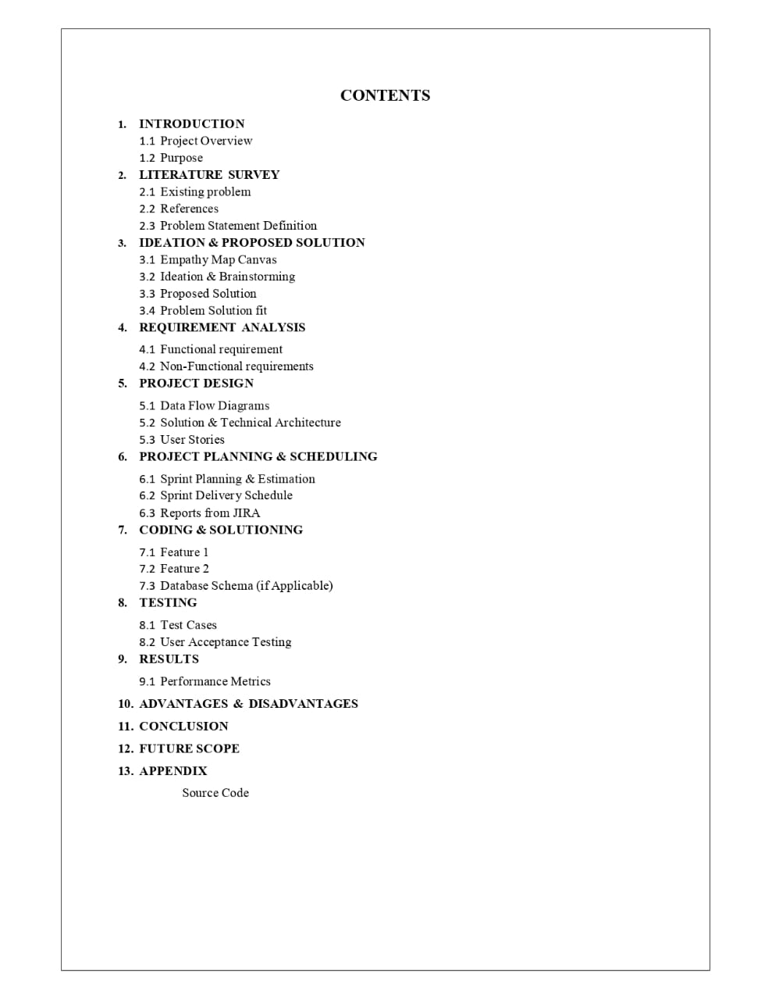 CONTENTS
1. INTRODUCTION
1.1 Project Overview
1.2 Purpose
2. LITERATURE SURVEY
2.1 Existing problem
2.2 References
2.3 Problem Statement Definition
3. IDEATION & PROPOSED SOLUTION
3.1 Empathy Map Canvas
3.2 Ideation & Brainstorming
3.3 Proposed Solution
3.4 Problem Solution fit
4. REQUIREMENT ANALYSIS
4.1 Functional requirement
4.2 Non-Functional requirements
5. PROJECT DESIGN
5.1 Data Flow Diagrams
5.2 Solution & Technical Architecture
5.3 User Stories
6. PROJECT PLANNING & SCHEDULING
6.1 Sprint Planning & Estimation
6.2 Sprint Delivery Schedule
6.3 Reports from JIRA
7. CODING & SOLUTIONING
7.1 Feature 1
7.2 Feature 2
7.3 Database Schema (if Applicable)
8. TESTING
8.1 Test Cases
8.2 User Acceptance Testing
9. RESULTS
9.1 Performance Metrics
10. ADVANTAGES & DISADVANTAGES
11. CONCLUSION
12. FUTURE SCOPE
13. APPENDIX
Source Code